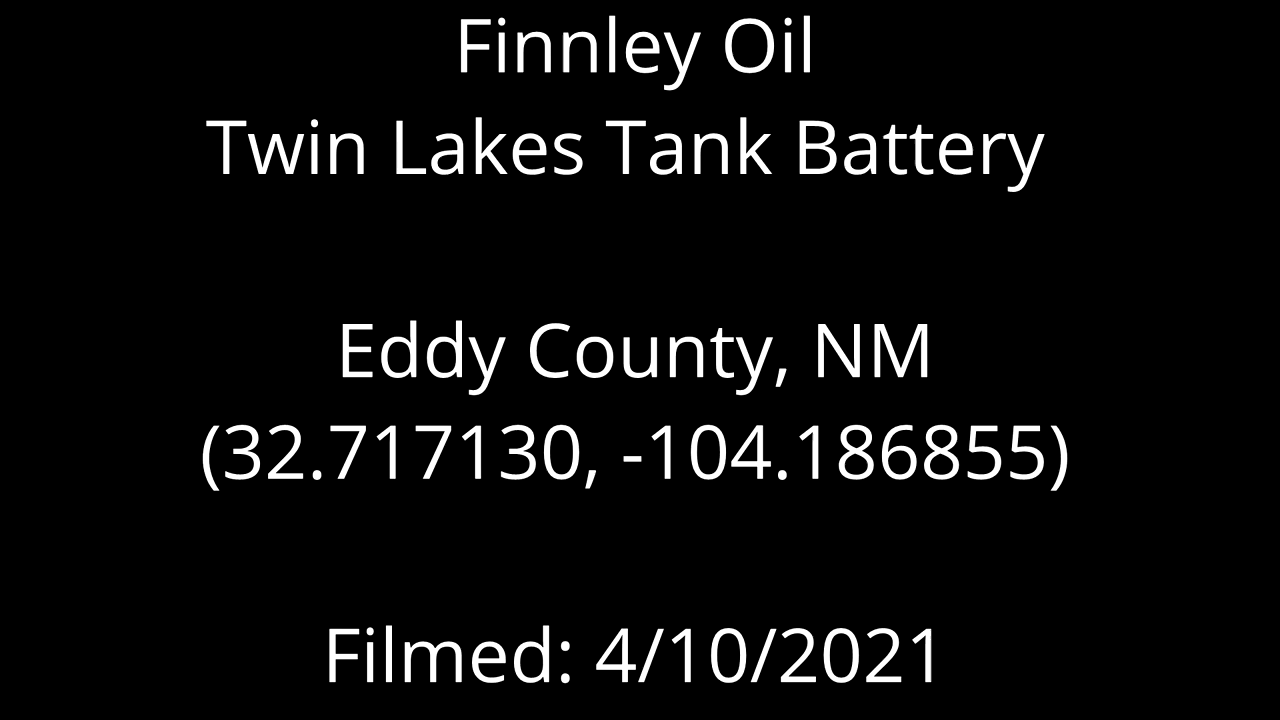 Finnley Oil
Twin Lakes Tank Battery
Eddy County, NM
(32.717130, -104.186855)
Filmed: 4/10/2021